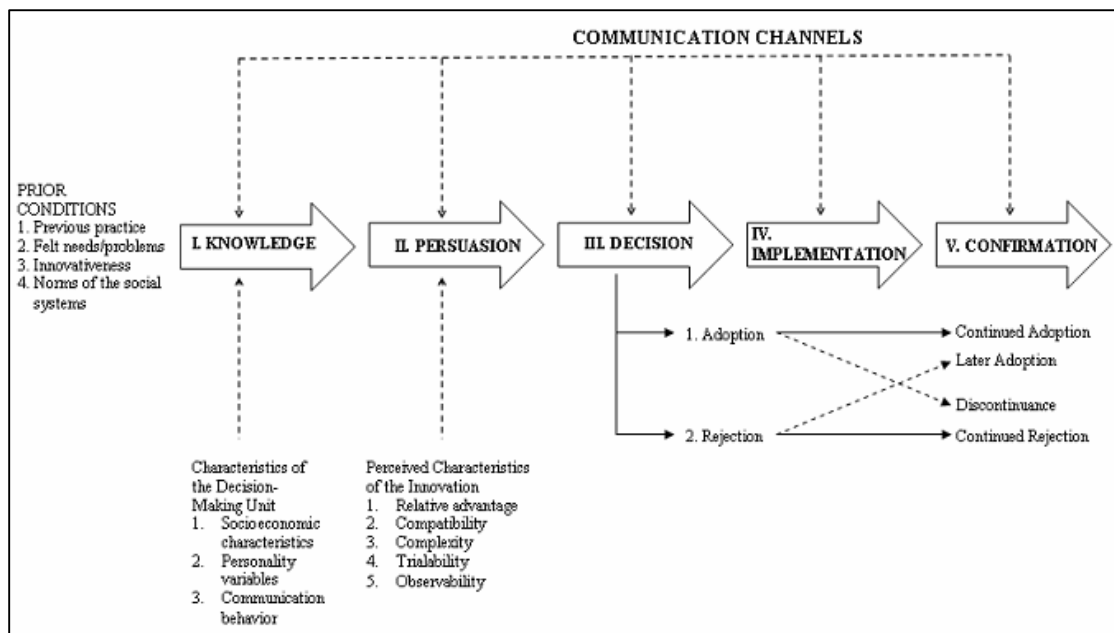 COMMUNICATION CHANNELS
PRIOR
CONDITIONS
1. Previous practice
2. Felt needs/problems
3. Innovativeness
4. Norms of the social
systems
I. KNOWLEDGE
II. PERSUASION
III. DECISION
IV.
IMPLEMENTATION
V. CONFIRMATION
1. Adoption
2. Rejection
Continued Adoption
Later Adoption
Discontinuance
Continued Rejection
Characteristics of
the Decision-
Making Unit
1. Socioeconomic
characteristics
2. Personality
variables
3. Communication
behavior
Perceived Characteristics
of the Innovation
1. Relative advantage
2. Compatibility
3. Complexity
4. Trialability
5. Observability